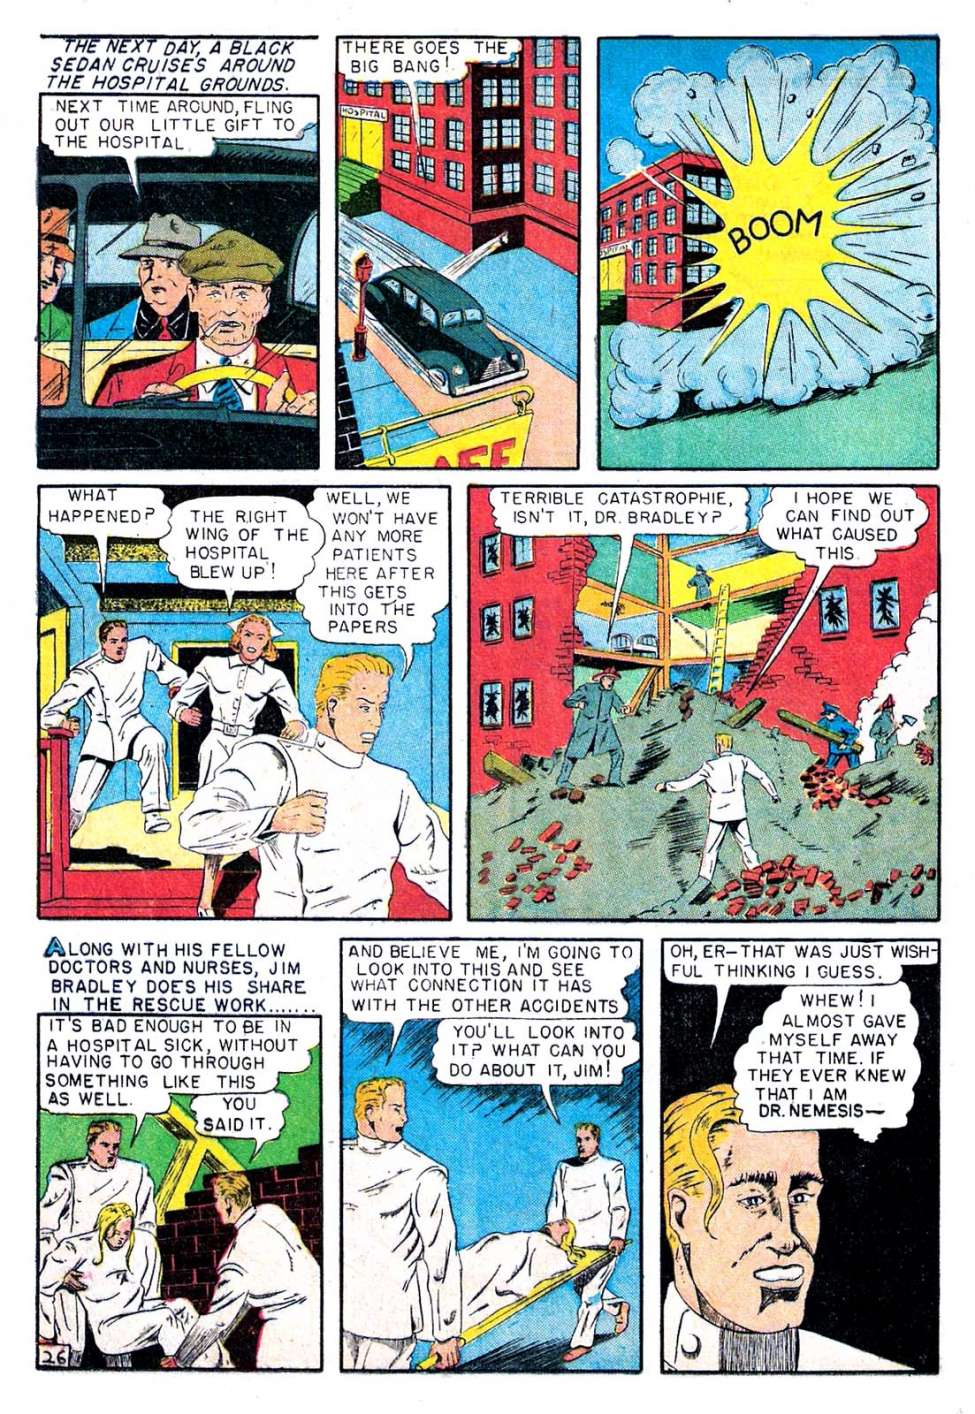 THE NEXT DAY, A BLACK
SEDAN CRUISES AROUND
THE HOSPITAL GROUNDS.
NEXT TIME AROUND, FLING
OUT OUR LITTLE GIFT TO
THE HOSPITAL
THERE GOES THE
BIG BANG!
HOSPITAL
AFE
BOOM
OSPITAL
WHAT
HAPPENED?
THE RIGHT
WING OF THE
HOSPITAL
BLEW UP!
WELL, WE
WON'T HAVE
ANY MORE
PATIENTS
HERE AFTER
THIS GETS
INTO THE
PAPERS
TERRIBLE CATASTROPHIE,
ISN'T IT, DR. BRADLEY?
I HOPE WE
CAN FIND OUT
WHAT CAUSED
THIS.
ALONG WITH HIS FELLOW
DOCTORS AND NURSES, JIM
BRADLEY DOES HIS SHARE
IN THE RESCUE WORK.......
IT'S BAD ENOUGH TO BE IN
A HOSPITAL SICK, WITHOUT
HAVING TO GO THROUGH
SOMETHING LIKE THIS
AS WELL.
YOU
SAID IT.
26
AND BELIEVE ME, I'M GOING TO
LOOK INTO THIS AND SEE
WHAT CONNECTION IT HAS
WITH THE OTHER ACCIDENTS
YOU'LL LOOK INTO
IT? WHAT CAN YOU
DO ABOUT IT, JIM!
OH, ER— THAT WAS JUST WISH-
FUL THINKING I GUESS.
WHEW! I
ALMOST GAVE
MYSELF AWAY
THAT TIME. IF
THEY EVER KNEW
THAT I AM
DR. NEMESIS—